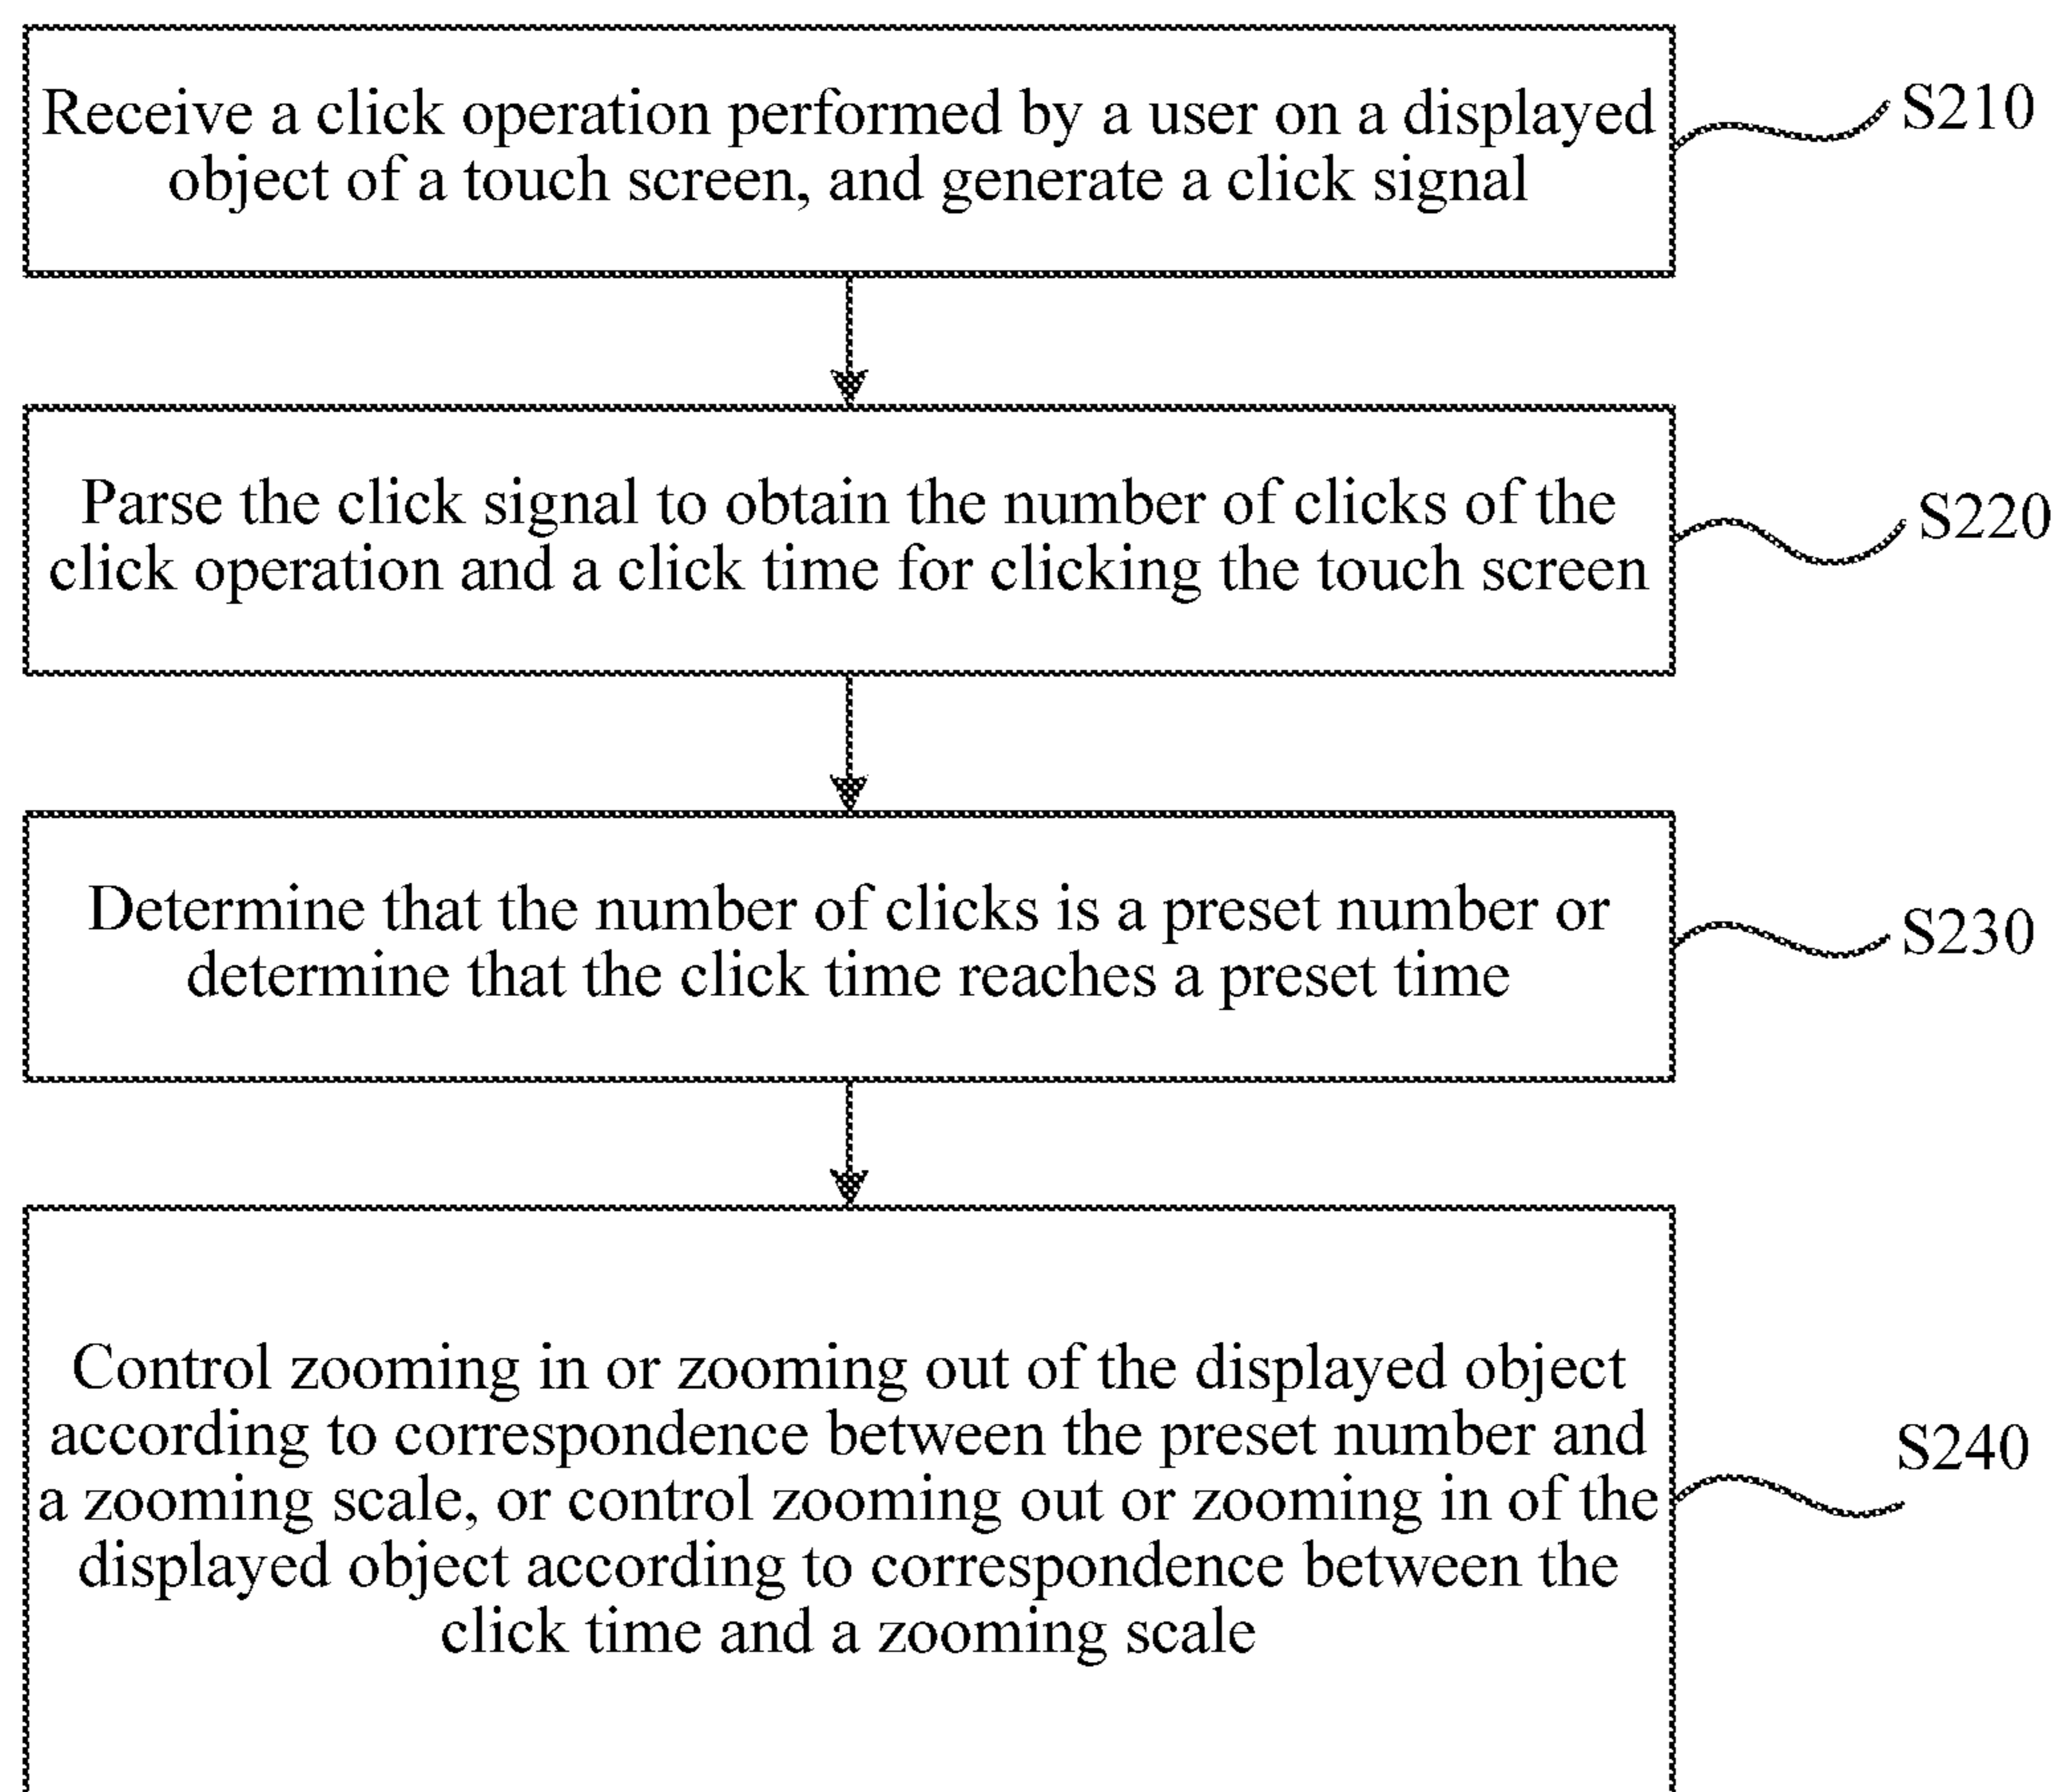 Receive a click operation performed by a user on a displayed
object of a touch screen, and generate a click signal
S210
Parse the click signal to obtain the number of clicks of the
click operation and a click time for clicking the touch screen
S220
Determine that the number of clicks is a preset number or
determine that the click time reaches a preset time
S230
Control zooming in or zooming out of the displayed object
according to correspondence between the preset number and
a zooming scale, or control zooming out or zooming in of the
displayed object according to correspondence between the
click time and a zooming scale
S240